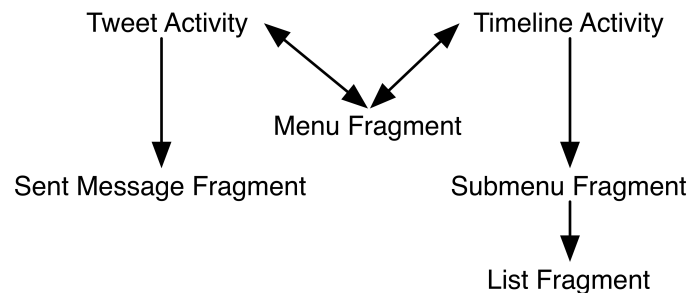 Tweet Activity
Timeline Activity
Menu Fragment
Sent Message Fragment
Submenu Fragment
List Fragment